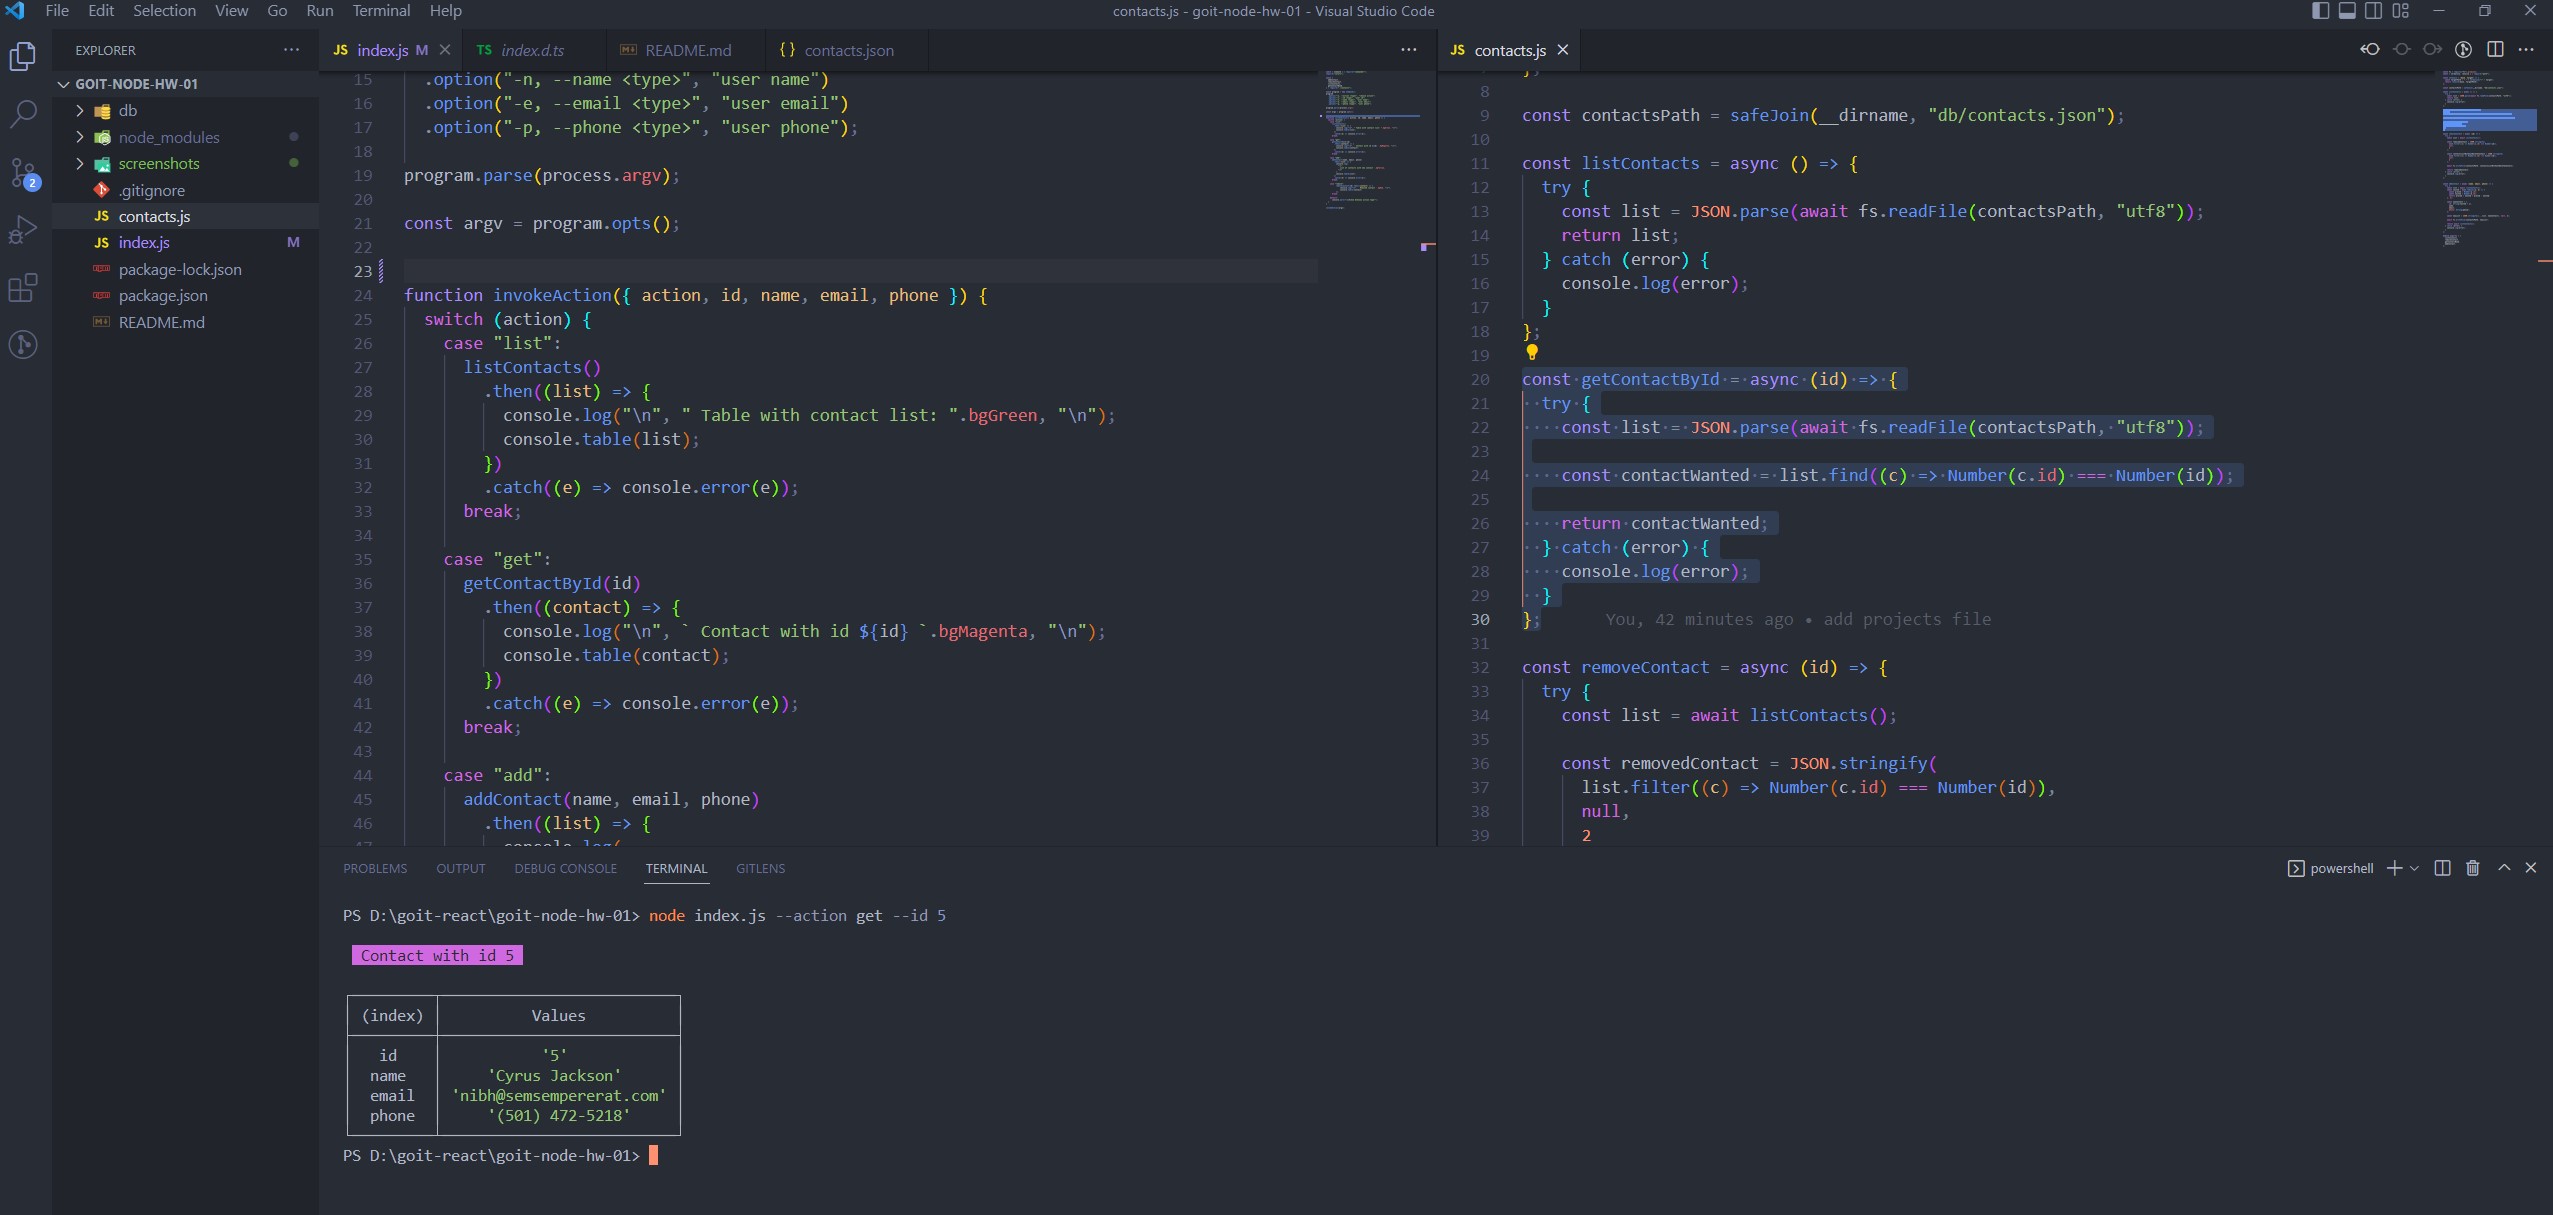 File Edit Selection View Go Run Terminal Help
contacts.js - goit-node-hw-01 - Visual Studio Code
EXPLORER
GOIT-NODE-HW-01
db
node_modules
screenshots
.gitignore
contacts.js
index.js M
package-lock.json
package.json
README.md
2
JS index.js M
TS index.d.ts
README.md
{} contacts.json
15 .option("-n, --name <type>", "user name")
16 .option("-e, --email <type>", "user email")
17 .option("-p, --phone <type>", "user phone");
18
19 program.parse(process.argv);
20
21 const argv = program.opts();
22
23
24 function invokeAction({ action, id, name, email, phone }) {
25 switch (action) {
26 case "list":
27 listContacts()
28 .then((list) => {
29 console.log("\n", " Table with contact list: ".bgGreen, "\n");
30 console.table(list);
31 })
32 .catch((e) => console.error(e));
33 break;
34
35 case "get":
36 getContactById(id)
37 .then((contact) => {
38 console.log("\n", ` Contact with id ${id} `.bgMagenta, "\n");
39 console.table(contact);
40 })
41 .catch((e) => console.error(e));
42 break;
43
44 case "add":
45 addContact(name, email, phone)
46 .then((list) => {
47 console.log(
JS contacts.js
};
8
9 const contactsPath = safeJoin(__dirname, "db/contacts.json");
10
11 const listContacts = async () => {
12 try {
13 const list = JSON.parse(await fs.readFile(contactsPath, "utf8"));
14 return list;
15 } catch (error) {
16 console.log(error);
17 }
18 };
19
20 const getContactById = async (id) => {
21 try {
22 const list = JSON.parse(await fs.readFile(contactsPath, "utf8"));
23
24 const contactWanted = list.find((c) => Number(c.id) === Number(id));
25
26 return contactWanted;
27 } catch (error) {
28 console.log(error);
29 }
30 }; You, 42 minutes ago • add projects file
31
32 const removeContact = async (id) => {
33 try {
34 const list = await listContacts();
35
36 const removedContact = JSON.stringify(
37 list.filter((c) => Number(c.id) === Number(id)),
38 null,
39 2
PROBLEMS OUTPUT DEBUG CONSOLE TERMINAL GITLENS
powershell
PS D:\goit-react\goit-node-hw-01> node index.js --action get --id 5
Contact with id 5
(index) Values
id '5'
name 'Cyrus Jackson'
email 'nibh@semsempererat.com'
phone '(501) 472-5218'
PS D:\goit-react\goit-node-hw-01>